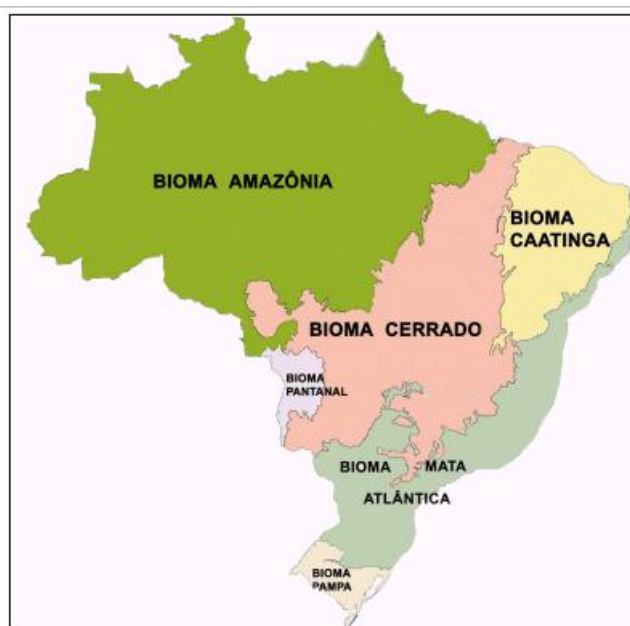 BIOMA AMAZÔNIA
BIOMA
CAATINGA
BIOMA CERRADO
BIOMA
PANTANAL
BIOMA MATA
ATLÂNTICA
BIOMA
PAMPA